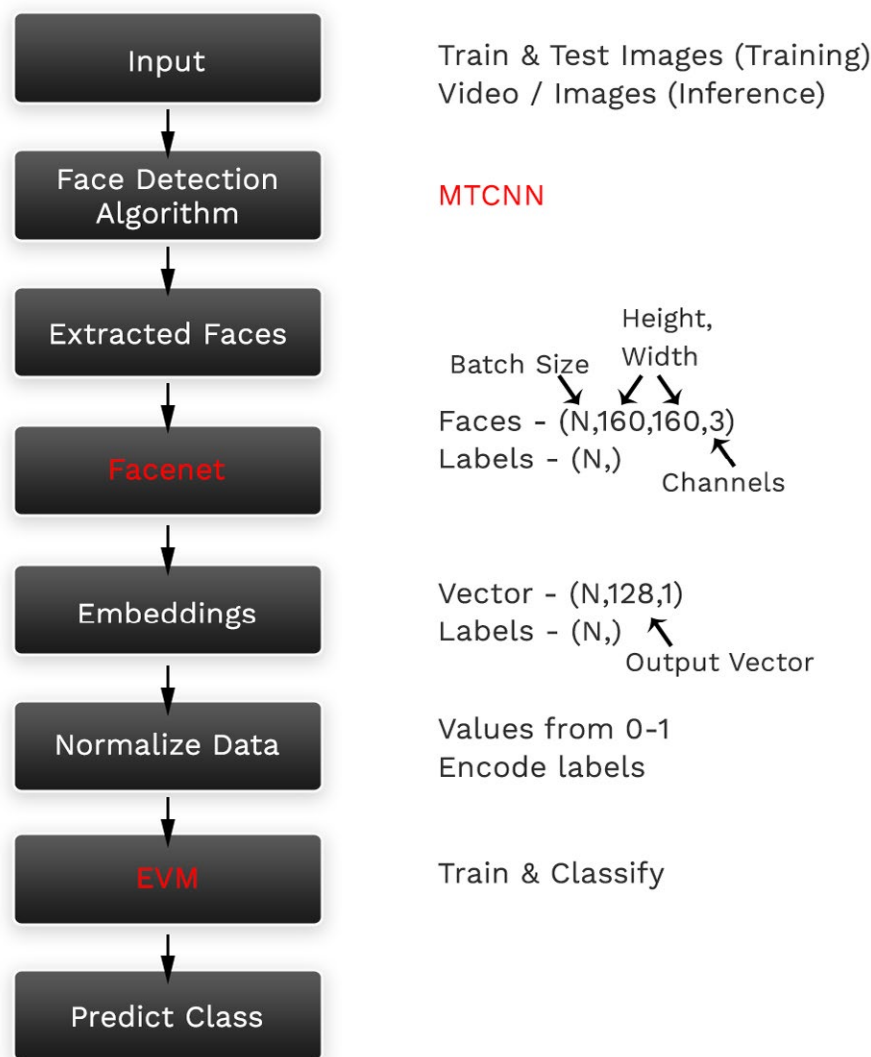 Input
Train & Test Images (Training)
Video / Images (Inference)
Face Detection
Algorithm
MTCNN
Extracted Faces
Height,
Width
Batch Size
Faces - (N,160,160,3)
Labels - (N,)
Channels
Facenet
Embeddings
Vector - (N,128,1)
Labels - (N,)
Output Vector
Normalize Data
Values from 0-1
Encode labels
EVM
Train & Classify
Predict Class